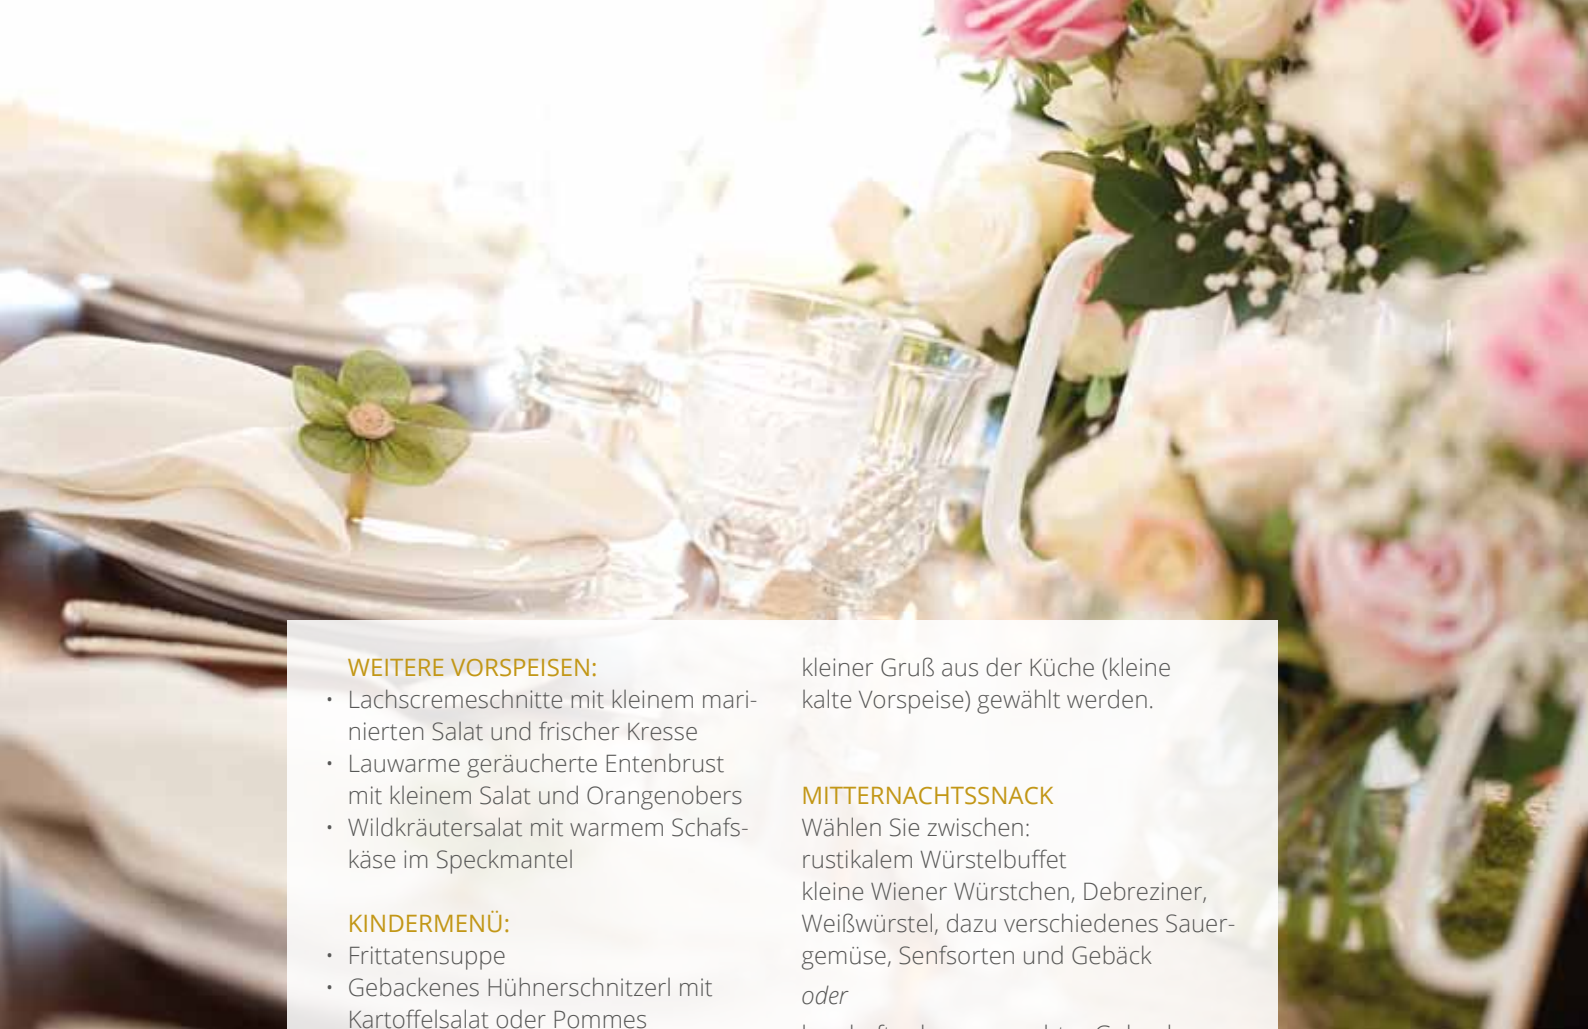 WEITERE VORSPEISEN:
• Lachscremeschnitte mit kleinem mari-
nierten Salat und frischer Kresse
• Lauwarme geräucherte Entenbrust
mit kleinem Salat und Orangenobers
• Wildkräutersalat mit warmem Schafs-
käse im Speckmantel
KINDERMENÜ:
• Frittatensuppe
• Gebackenes Hühnerschnitzerl mit
Kartoffelsalat oder Pommes
kleiner Gruß aus der Küche (kleine
kalte Vorspeise) gewählt werden.
MITTERNACHTSSNACK
Wählen Sie zwischen:
rustikalem Würstelbuffet
kleine Wiener Würstchen, Debreziner,
Weißwürstel, dazu verschiedenes Sauer-
gemüse, Senfsorten und Gebäck
oder